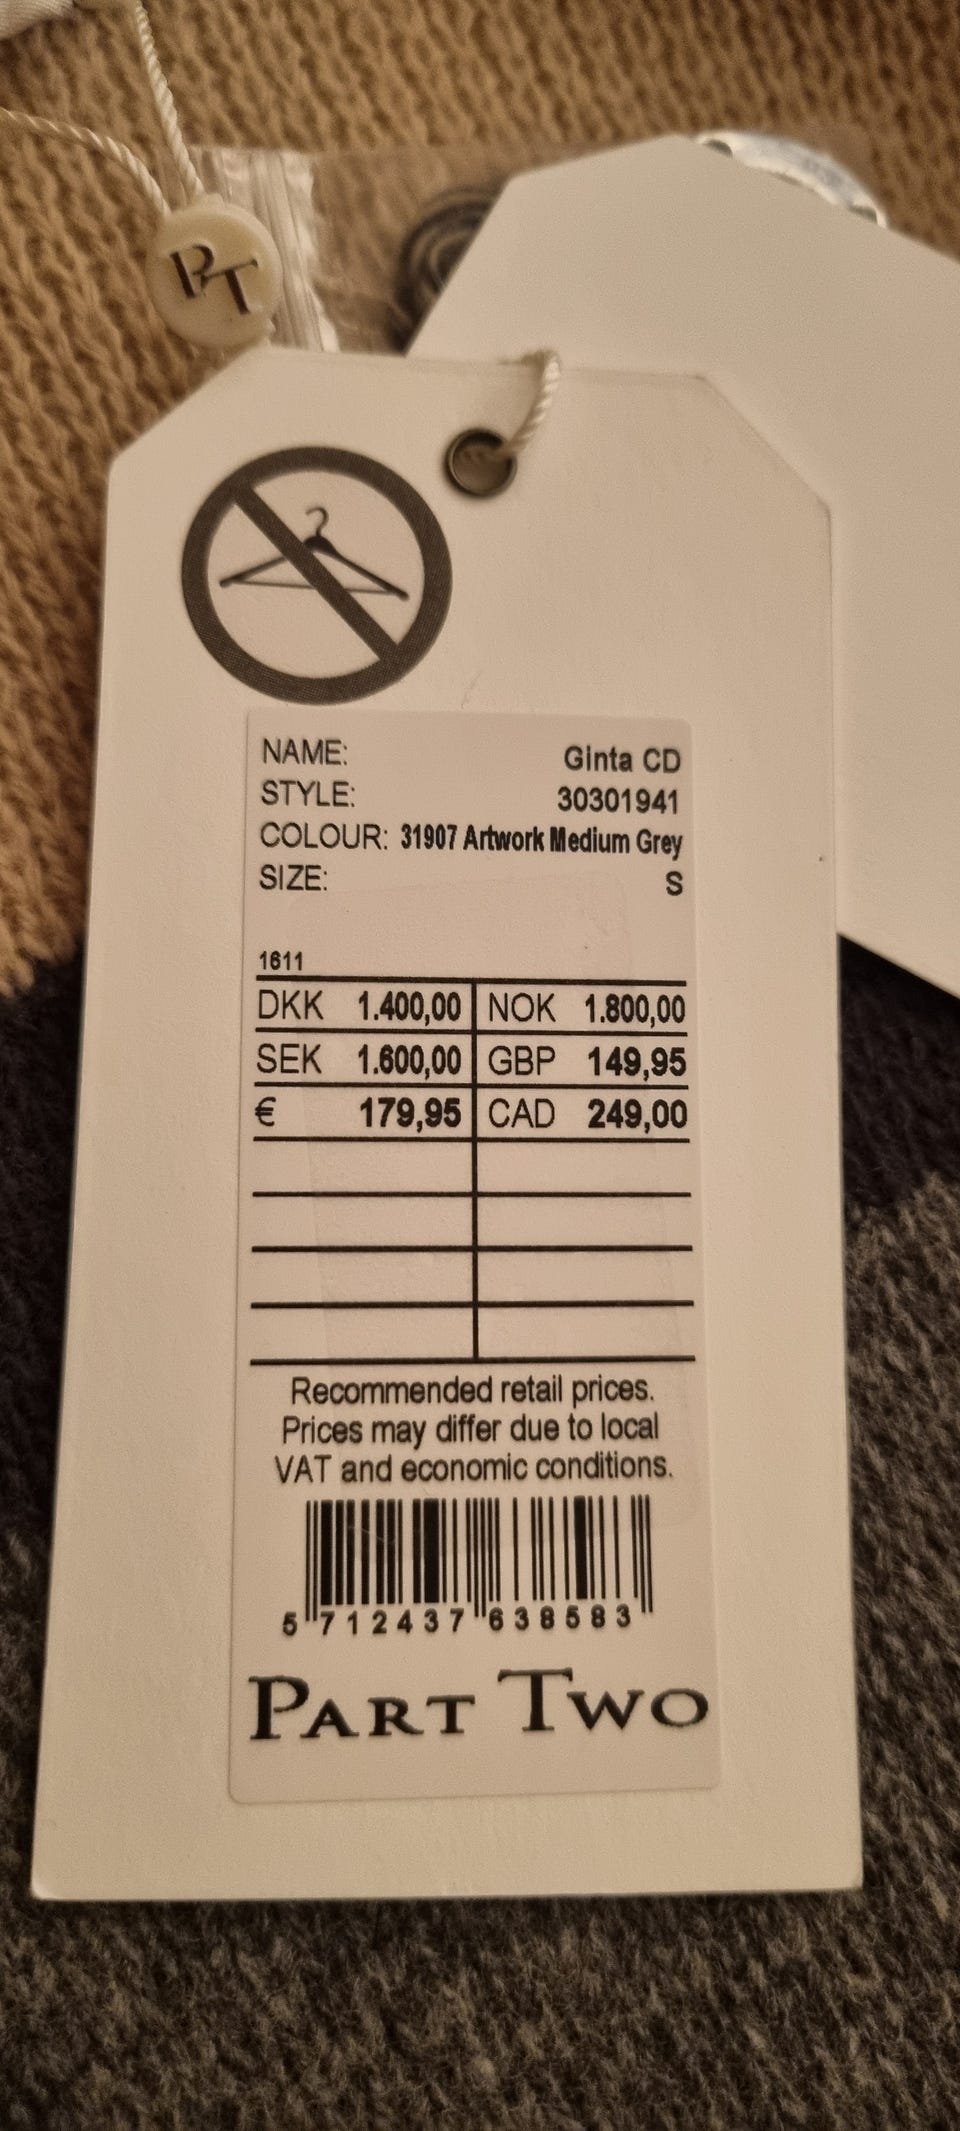 PT
NAME: Ginta CD
STYLE: 30301941
COLOUR: 31907 Artwork Medium Grey
SIZE: S
1611
DKK 1.400,00 NOK 1.800,00
SEK 1.600,00 GBP 149,95
€ 179,95 CAD 249,00
Recommended retail prices.
Prices may differ due to local
VAT and economic conditions.
5 712437 638583
PART TWO